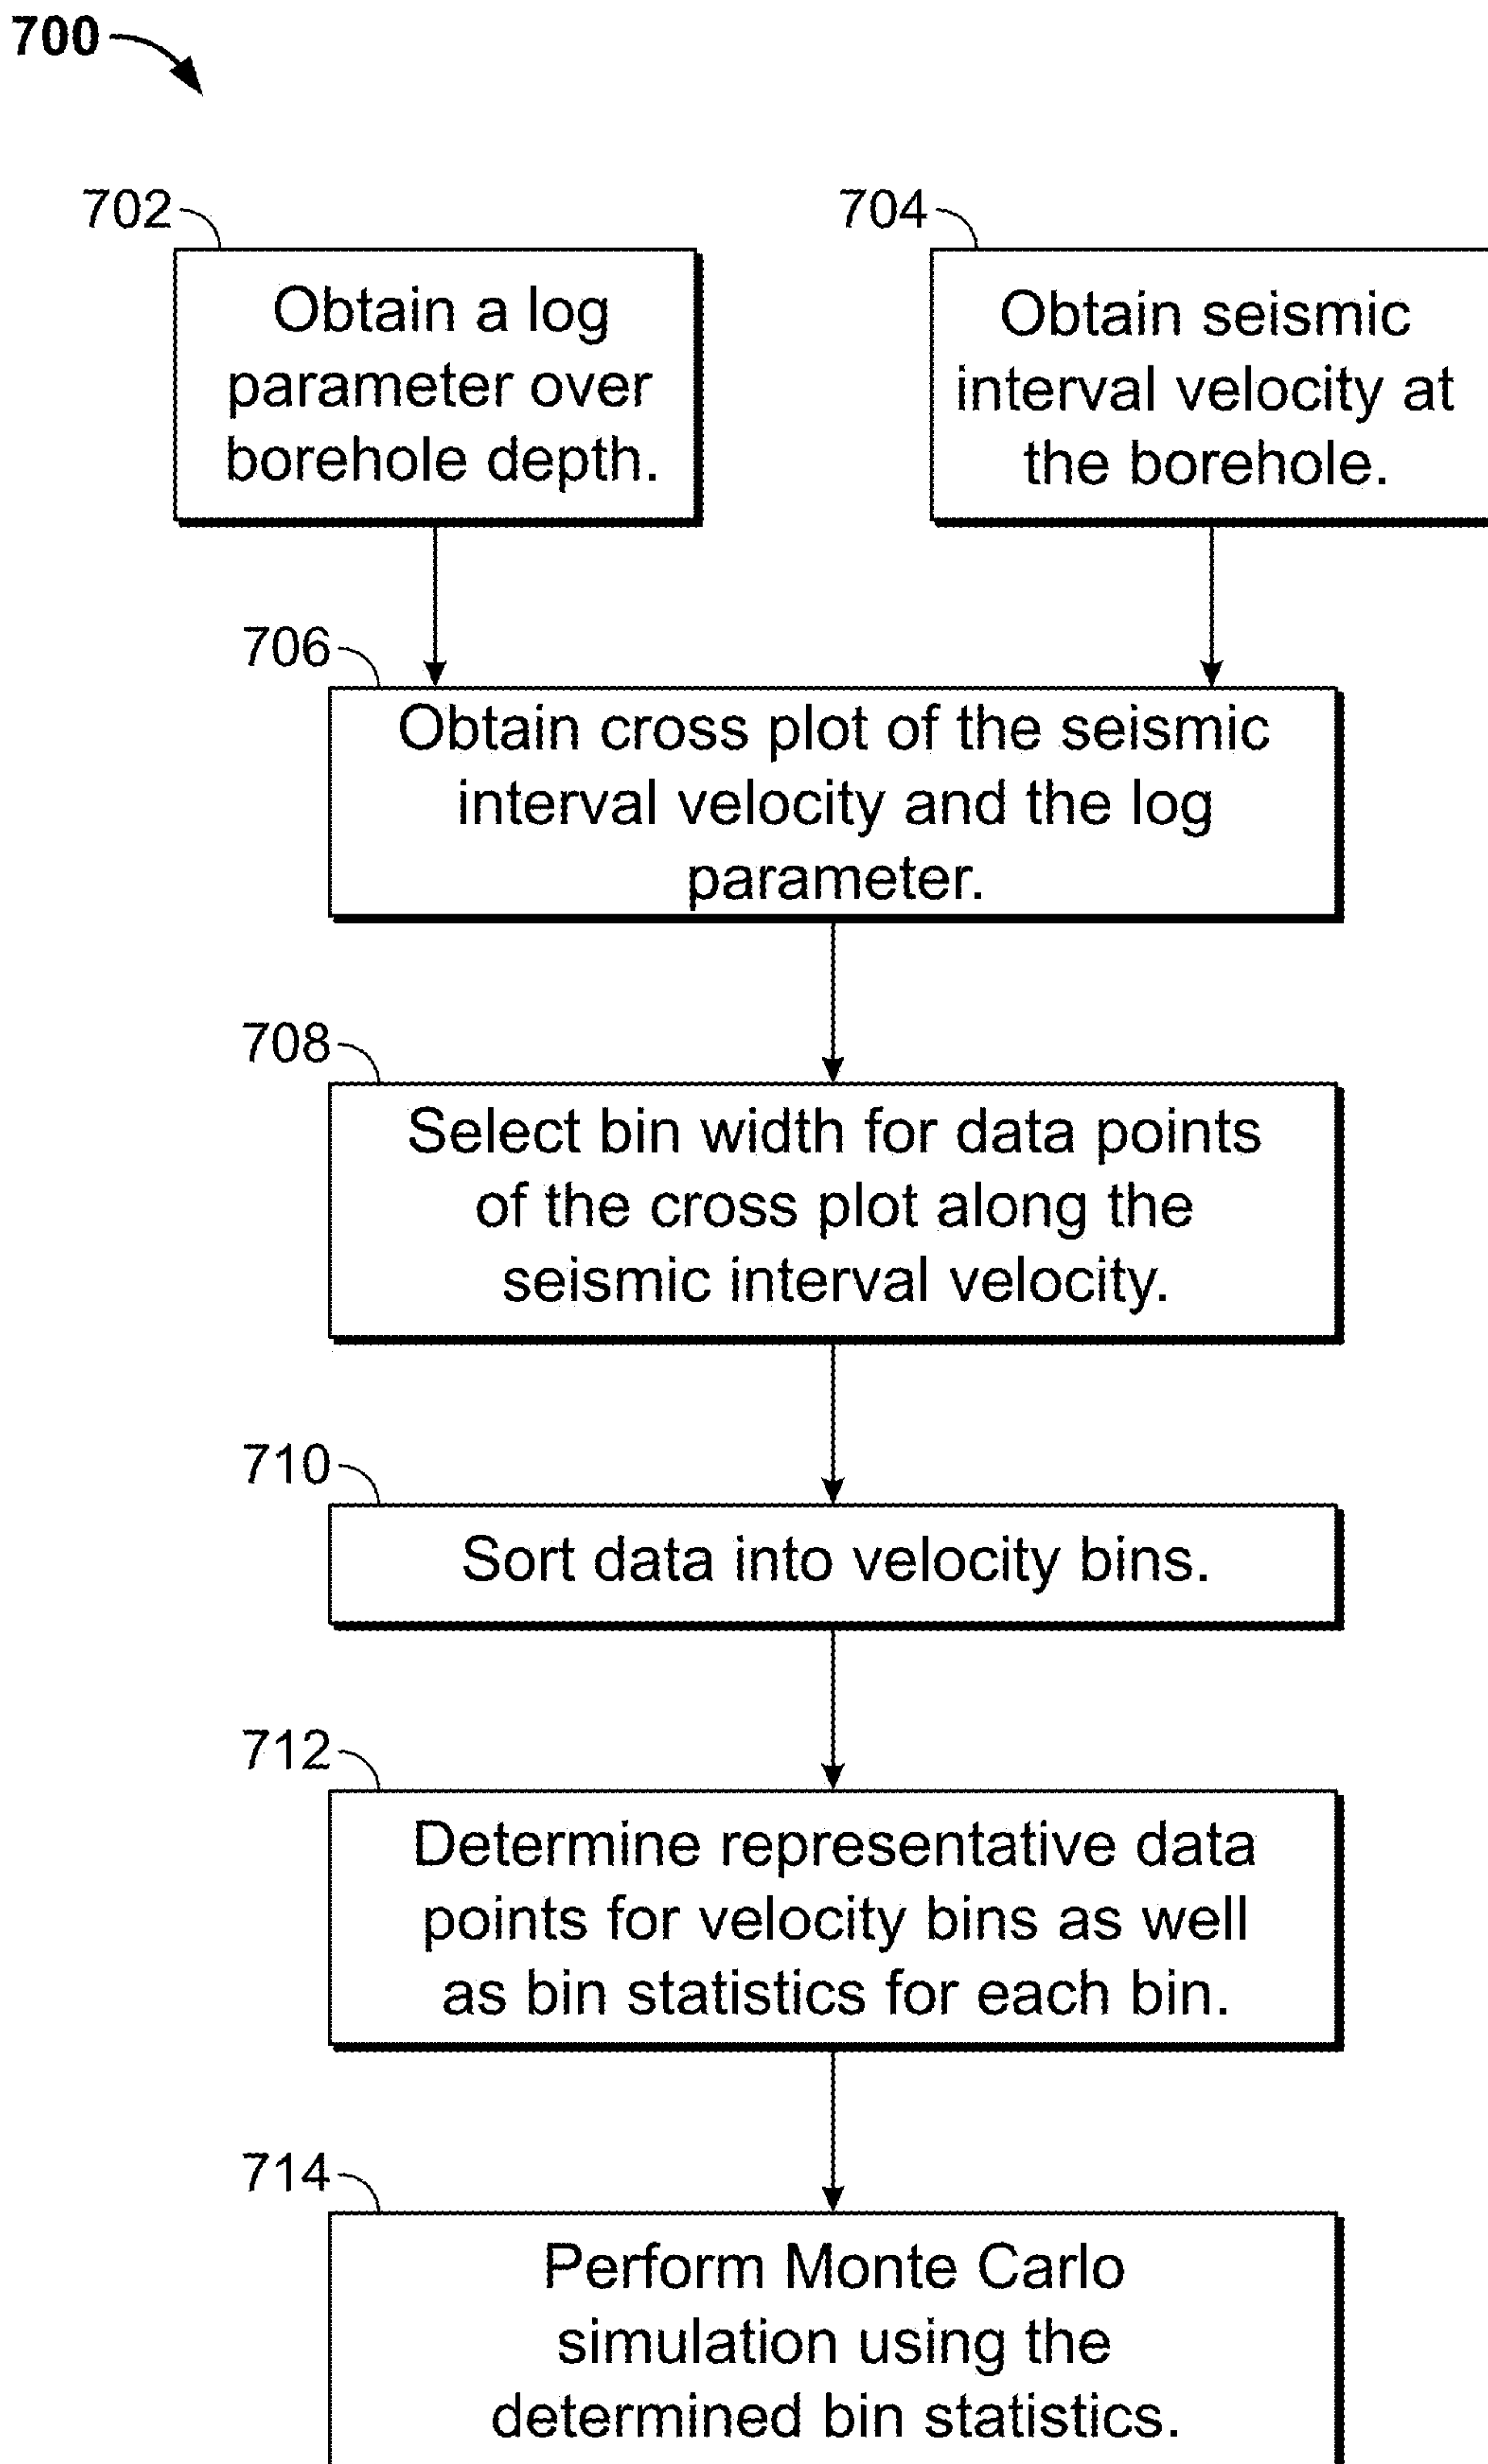 700
702
Obtain a log
parameter over
borehole depth.
704
Obtain seismic
interval velocity at
the borehole.
706
Obtain cross plot of the seismic
interval velocity and the log
parameter.
708
Select bin width for data points
of the cross plot along the
seismic interval velocity.
710
Sort data into velocity bins.
712
Determine representative data
points for velocity bins as well
as bin statistics for each bin.
714
Perform Monte Carlo
simulation using the
determined bin statistics.